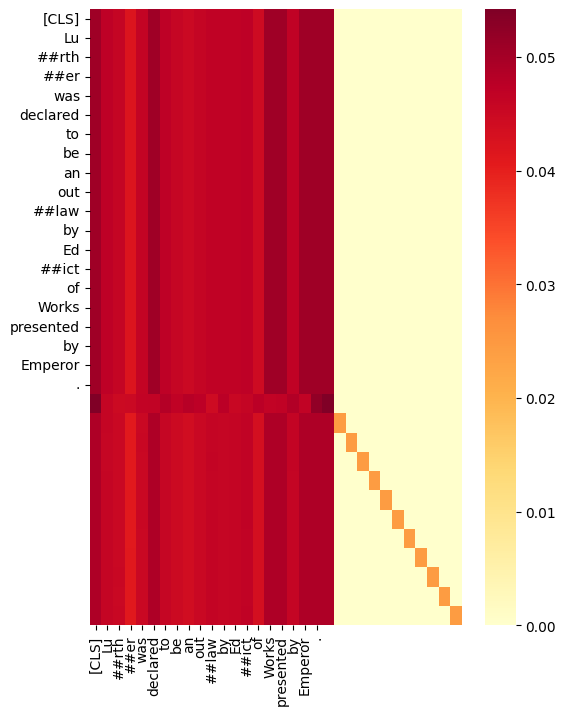 [CLS]
Lu
##rth
##er
was
declared
to
be
an
out
##law
by
Ed
##ict
of
Works
presented
by
Emperor
.
0.05
0.04
0.03
0.02
0.01
0.00
[CLS]
Lu
##rth
##er
was
declared
to
be
an
out
##law
by
Ed
##ict
of
Works
presented
by
Emperor
.